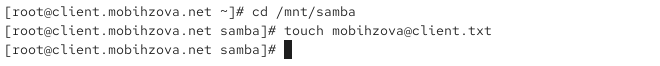 [root@client.mobihzova.net ~]# cd /mnt/samba
[root@client.mobihzova.net samba]# touch mobihzova@client.txt
[root@client.mobihzova.net samba]#